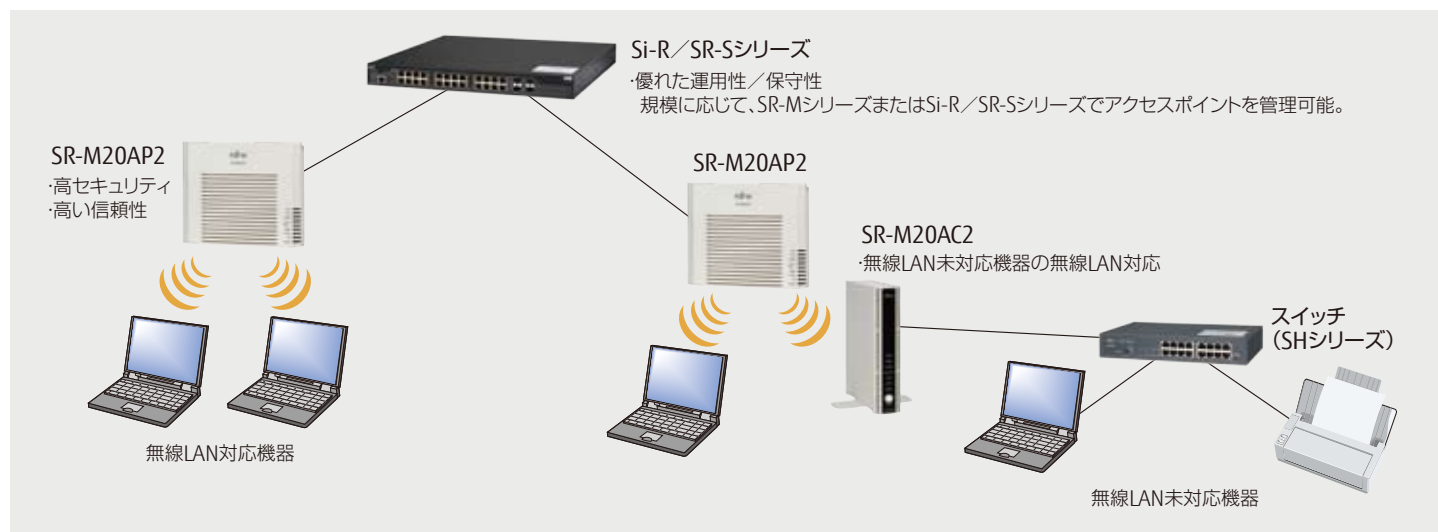 Si-R／SR-Sシリーズ
･優れた運用性／保守性
規模に応じて､SR-MシリーズまたはSi-R／SR-Sシリーズでアクセスポイントを管理可能。
SR-M20AP2
･高セキュリティ
･高い信頼性
SR-M20AP2
SR-M20AC2
･無線LAN未対応機器の無線LAN対応
スイッチ
（SHシリーズ）
無線LAN対応機器
無線LAN未対応機器